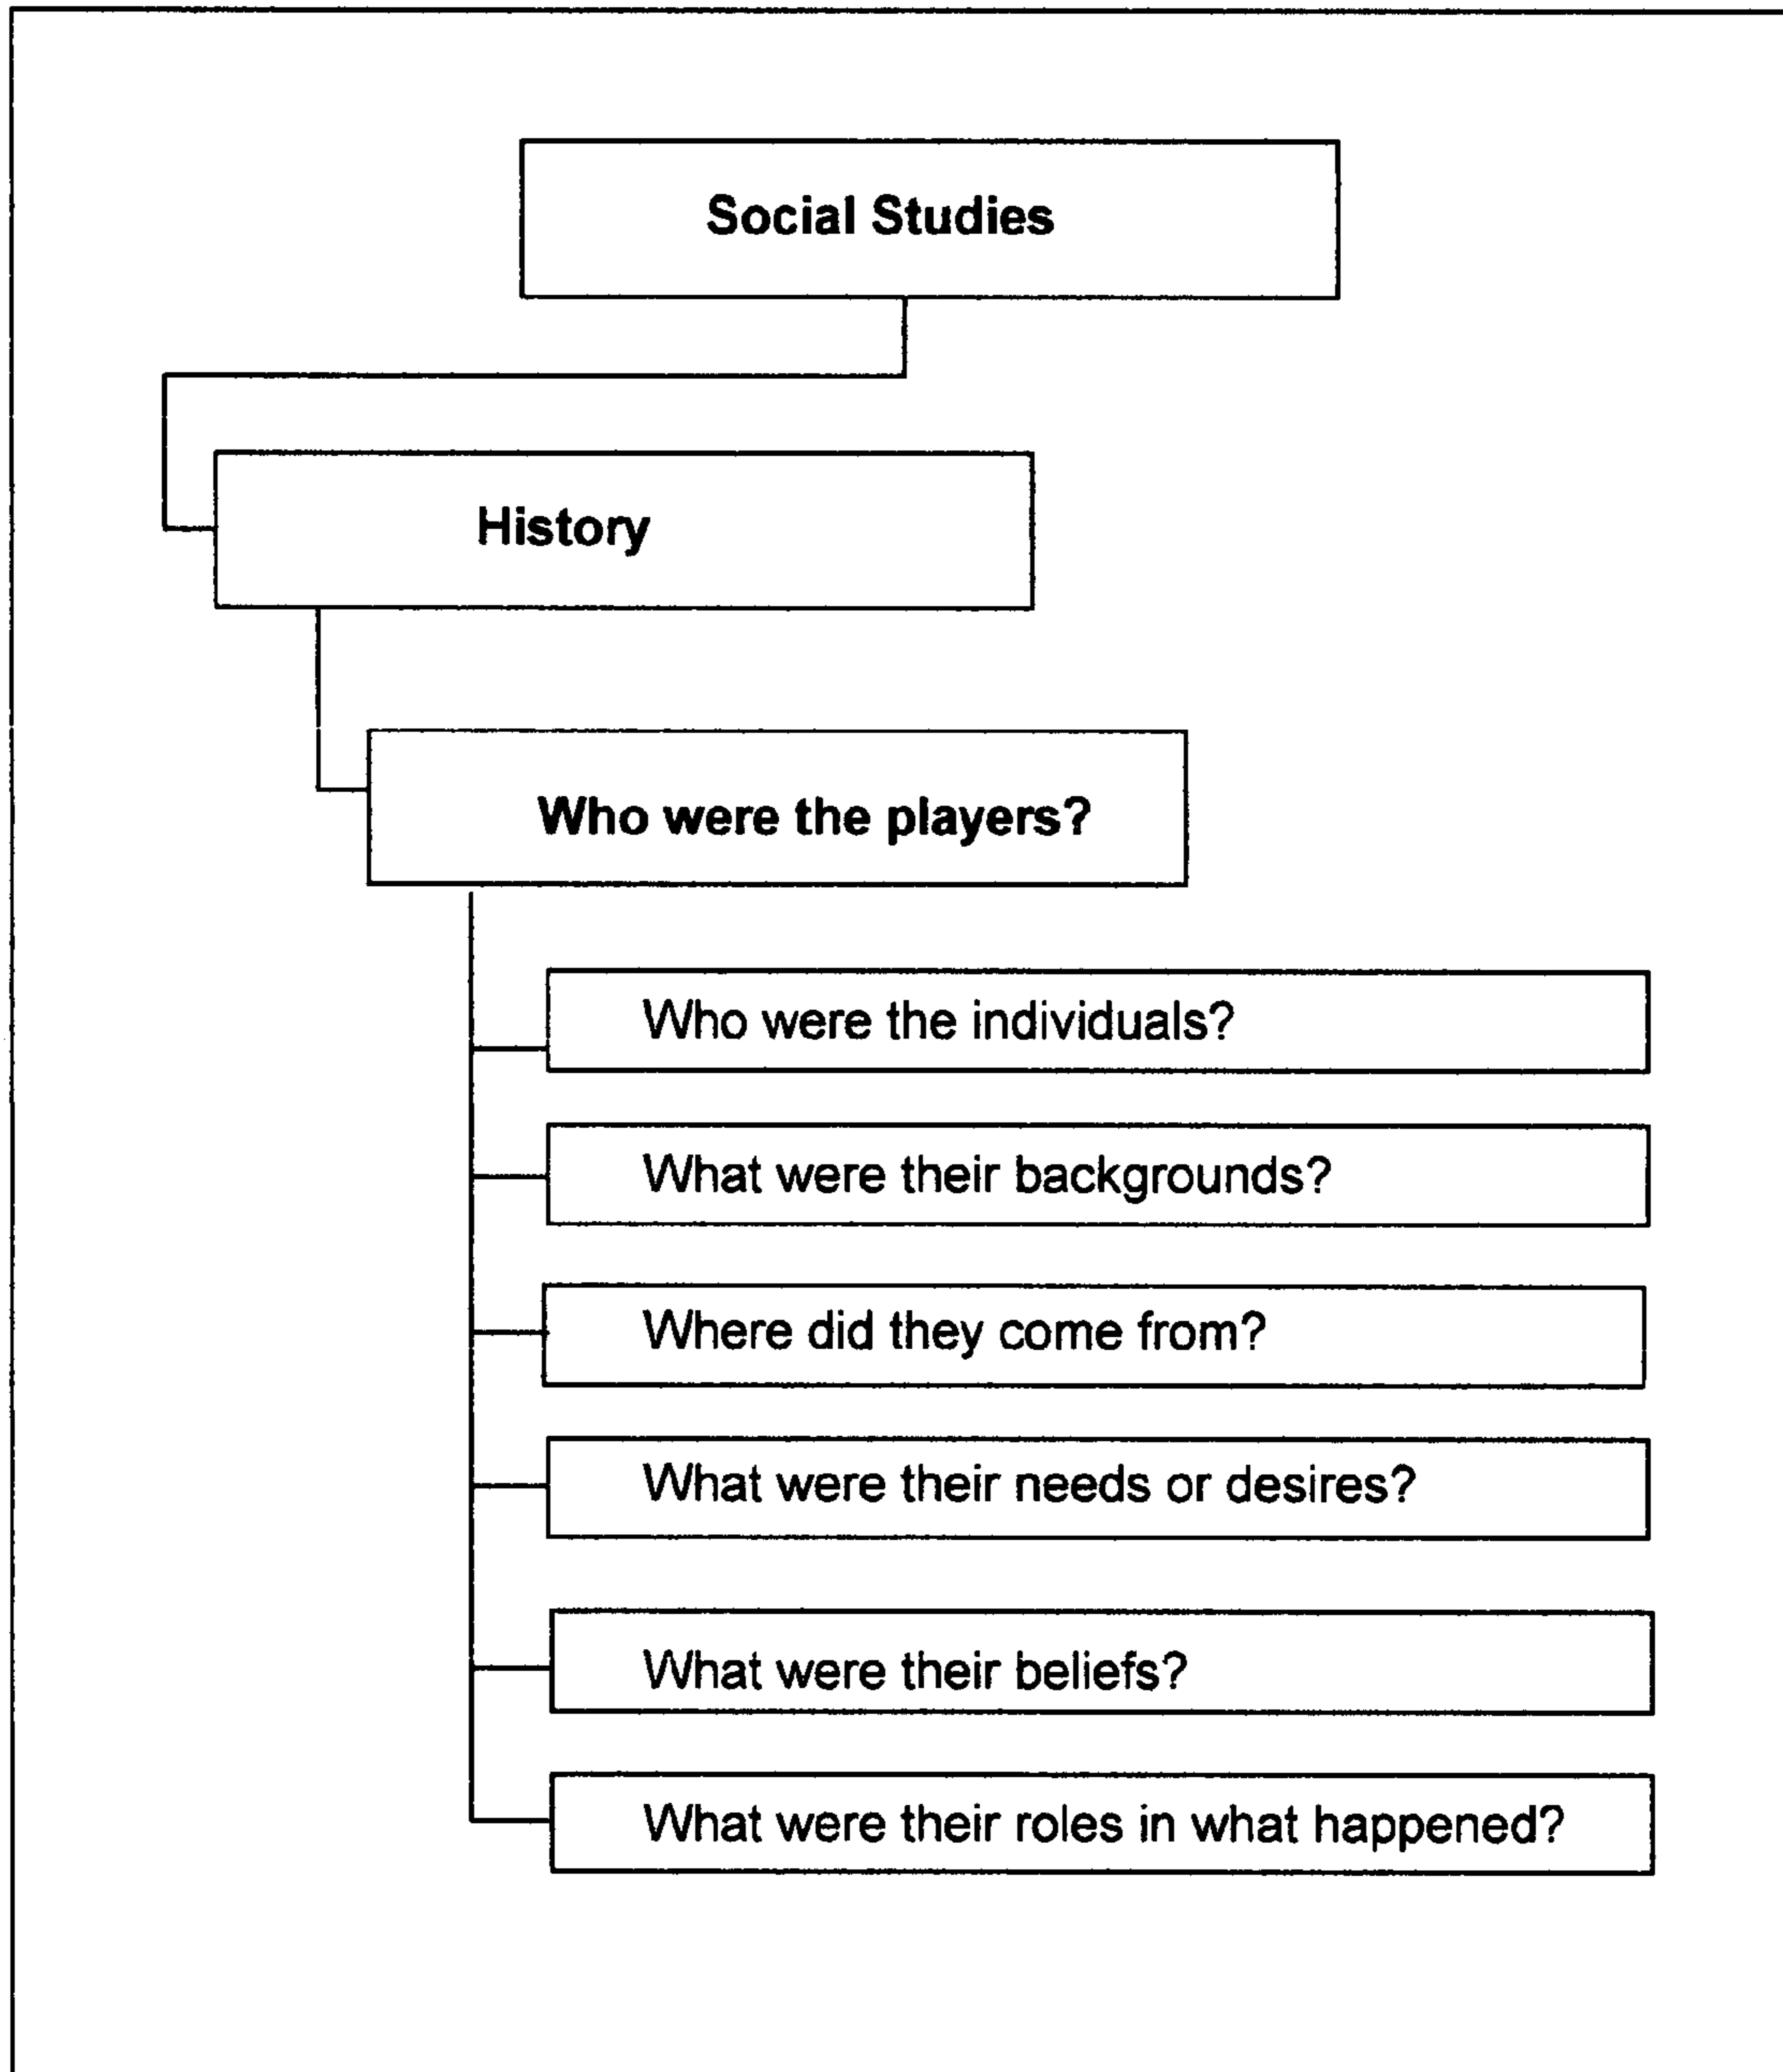 Social Studies
History
Who were the players?
Who were the individuals?
What were their backgrounds?
Where did they come from?
What were their needs or desires?
What were their beliefs?
What were their roles in what happened?